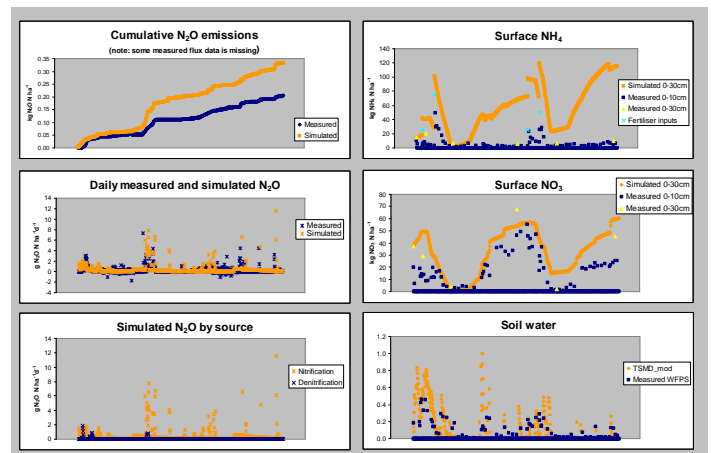 Cumulative N₂O emissions
(note: some measured flux data is missing)
kg N₂O N ha⁻¹
0.35
0.30
0.25
0.20
0.15
0.10
0.05
0.00
Measured
Simulated
Surface NH₄
kg NH₄ N ha⁻¹
140
120
100
80
60
40
20
0
Simulated 0-30cm
Measured 0-10cm
Measured 0-30cm
Fertiliser inputs
Daily measured and simulated N₂O
g N₂O N ha⁻¹d⁻¹
14
12
10
8
6
4
2
0
-2
-4
Measured
Simulated
Surface NO₃
kg NO₃ N ha⁻¹
80
70
60
50
40
30
20
10
0
Simulated 0-30cm
Measured 0-10cm
Measured 0-30cm
Simulated N₂O by source
g N₂O N ha⁻¹d⁻¹
14
12
10
8
6
4
2
0
Nitrification
Denitrification
Soil water
1.2
1.0
0.8
0.6
0.4
0.2
0.0
TSMD_mod
Measured WFPS